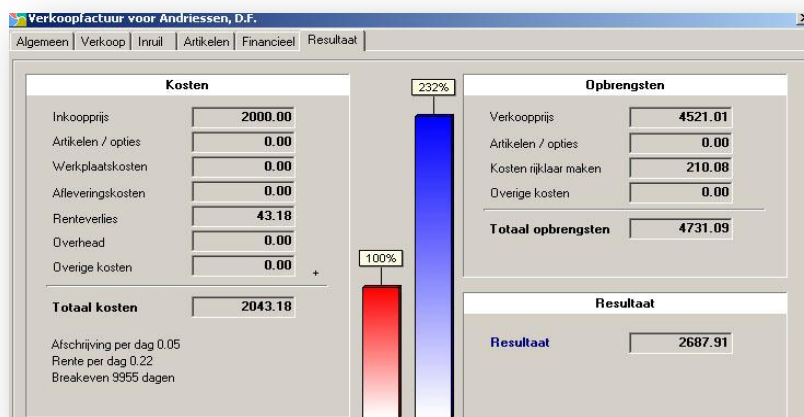 Verkoopfactuur voor Andriessen, D.F.
Algemeen Verkoop Inruil Artikelen Financieel Resultaat
Kosten
Inkoopprijs 2000.00
Artikelen / opties 0.00
Werkplaatskosten 0.00
Afleveringskosten 0.00
Renteverlies 43.18
Overhead 0.00
Overige kosten 0.00 +
Totaal kosten 2043.18
Afschrijving per dag 0.05
Rente per dag 0.22
Breakeven 9955 dagen
100%
232%
Opbrengsten
Verkoopprijs 4521.01
Artikelen / opties 0.00
Kosten rijklaar maken 210.08
Overige kosten 0.00
Totaal opbrengsten 4731.09
Resultaat
Resultaat 2687.91